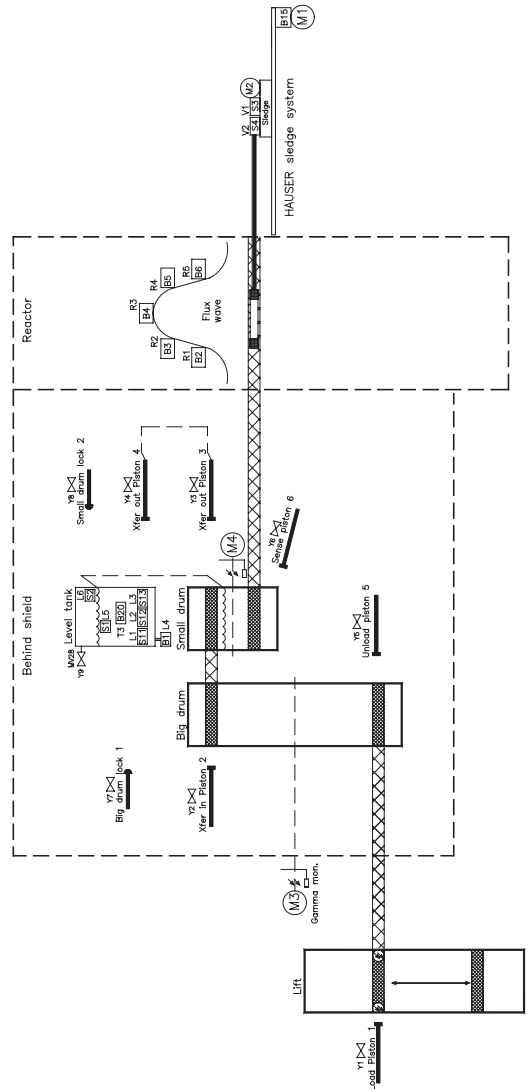 Y1
oad Piston 1
Lift
M3
Gamma mon.
Behind shield
Y7
Big drum lock 1
Y2
Xfer in Piston 2
Big drum
Small drum
MV28
Y9
Level tank
L6
S2
S1
L5
T3
B20
L1
L2
L3
S11
S12
S13
B1
L4
M4
Y5
Unload piston 5
Y6
Sense piston 6
Y8
Small drum lock 2
Y4
Xfer out Piston 4
Y3
Xfer out Piston 3
Reactor
R1
B2
R2
B3
R3
B4
R4
B5
R5
B6
Flux
wave
V2
V1
S4
S3
M2
Sledge
HAUSER sledge system
B15
M1